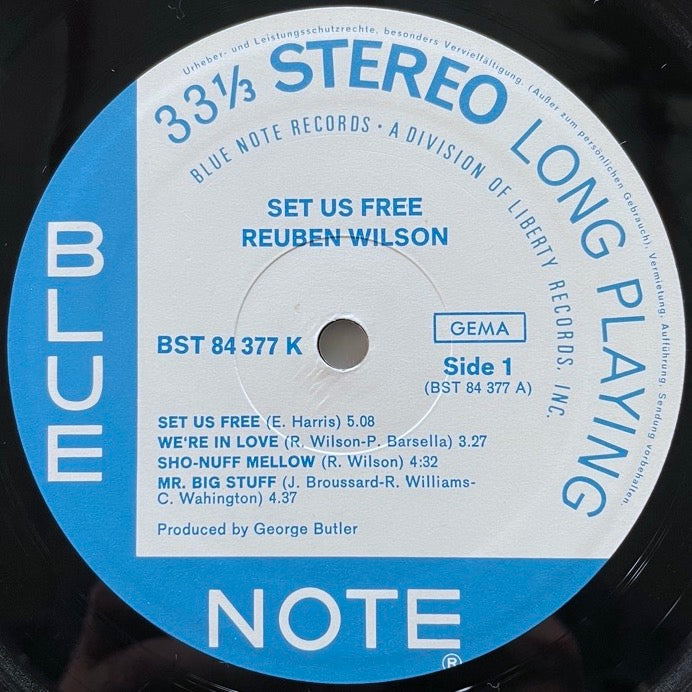 Urheber- und Leistungsschutzrechte, besonders Vervielfältigung, (Außer zum persönlichen Gebrauch), Vermietung, Aufführung, Sendung vorbehalten.
33⅓ STEREO LONG PLAYING
BLUE NOTE RECORDS · A DIVISION OF LIBERTY RECORDS, INC.
SET US FREE
REUBEN WILSON
BLUE
BST 84 377 K
GEMA
Side 1
(BST 84 377 A)
SET US FREE (E. Harris) 5.08
WE'RE IN LOVE (R. Wilson-P. Barsella) 3.27
SHO-NUFF MELLOW (R. Wilson) 4:32
MR. BIG STUFF (J. Broussard-R. Williams-
C. Wahington) 4.37
Produced by George Butler
NOTE
®